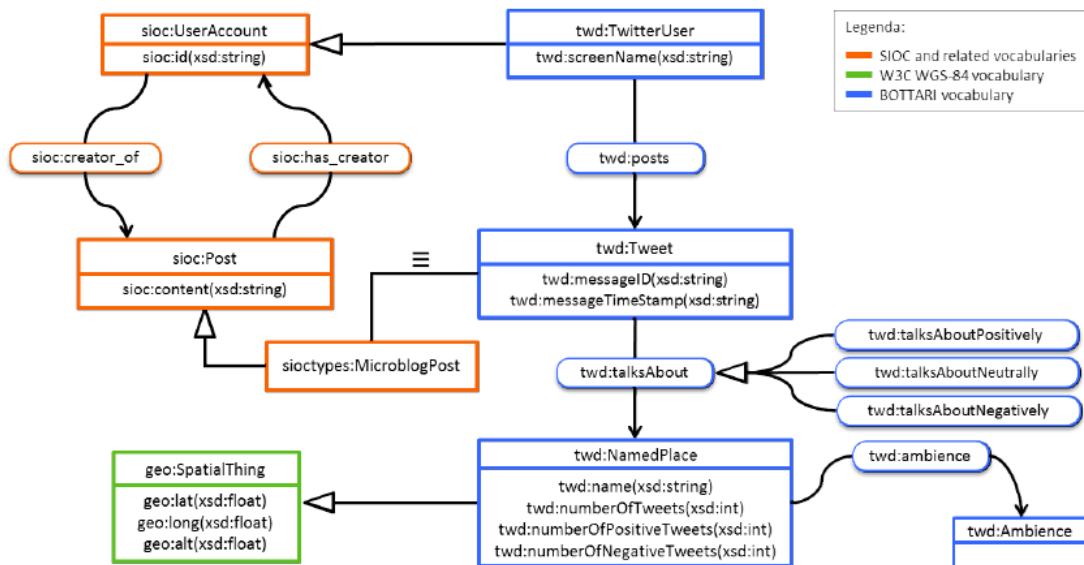 sioc:UserAccount
sioc:id(xsd:string)
twd:TwitterUser
twd:screenName(xsd:string)
Legenda:
SIOC and related vocabularies
W3C WGS-84 vocabulary
BOTTARI vocabulary
sioc:creator_of
sioc:has_creator
twd:posts
sioc:Post
sioc:content(xsd:string)
≡
twd:Tweet
twd:messageID(xsd:string)
twd:messageTimeStamp(xsd:string)
sioctypes:MicroblogPost
twd:talksAbout
twd:talksAboutPositively
twd:talksAboutNeutrally
twd:talksAboutNegatively
geo:SpatialThing
geo:lat(xsd:float)
geo:long(xsd:float)
geo:alt(xsd:float)
twd:NamedPlace
twd:name(xsd:string)
twd:numberOfTweets(xsd:int)
twd:numberOfPositiveTweets(xsd:int)
twd:numberOfNegativeTweets(xsd:int)
twd:ambience
twd:Ambience